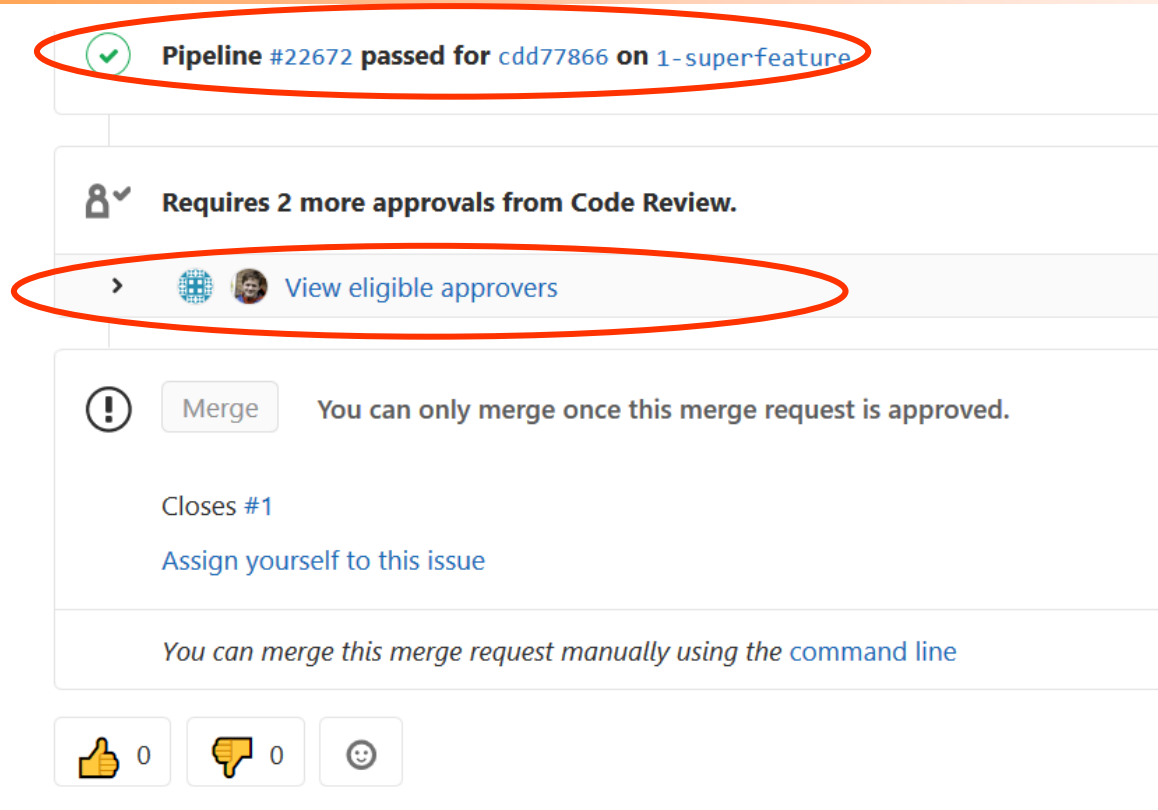 Pipeline #22672 passed for cdd77866 on 1-superfeature
Requires 2 more approvals from Code Review.
View eligible approvers
Merge You can only merge once this merge request is approved.
Closes #1
Assign yourself to this issue
You can merge this merge request manually using the command line
0 0